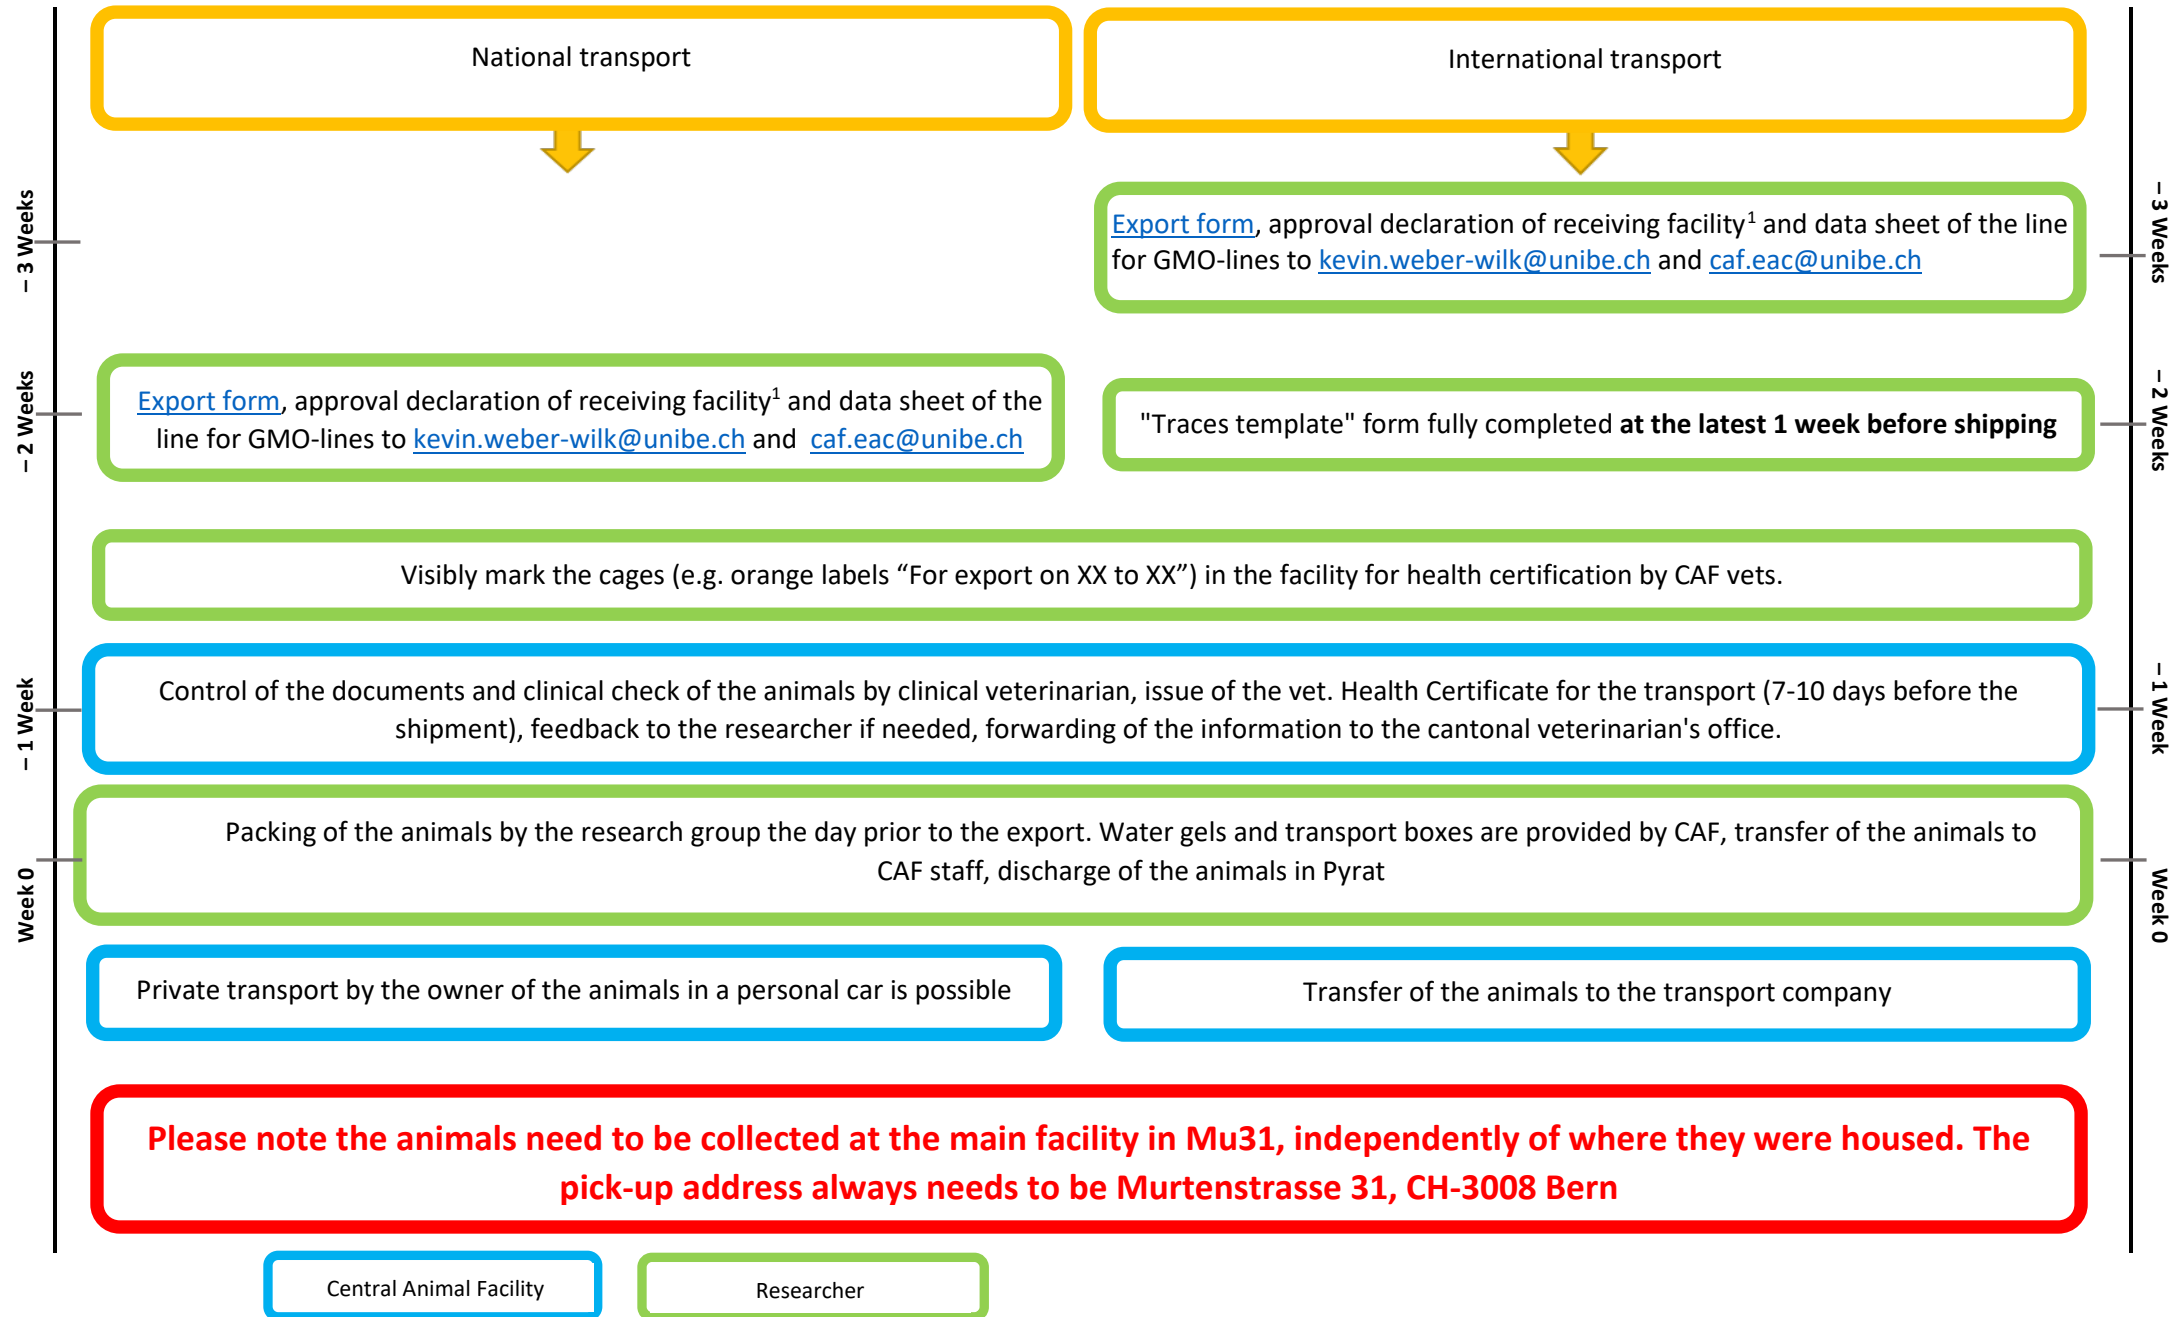 National transport
International transport
– 3 Weeks
Export form, approval declaration of receiving facility¹ and data sheet of the line
for GMO-lines to kevin.weber-wilk@unibe.ch and caf.eac@unibe.ch
– 3 Weeks
– 2 Weeks
Export form, approval declaration of receiving facility¹ and data sheet of the
line for GMO-lines to kevin.weber-wilk@unibe.ch and caf.eac@unibe.ch
"Traces template" form fully completed at the latest 1 week before shipping
– 2 Weeks
Visibly mark the cages (e.g. orange labels “For export on XX to XX”) in the facility for health certification by CAF vets.
– 1 Week
Control of the documents and clinical check of the animals by clinical veterinarian, issue of the vet. Health Certificate for the transport (7-10 days before the
shipment), feedback to the researcher if needed, forwarding of the information to the cantonal veterinarian's office.
– 1 Week
Week 0
Packing of the animals by the research group the day prior to the export. Water gels and transport boxes are provided by CAF, transfer of the animals to
CAF staff, discharge of the animals in Pyrat
Week 0
Private transport by the owner of the animals in a personal car is possible
Transfer of the animals to the transport company
Please note the animals need to be collected at the main facility in Mu31, independently of where they were housed. The
pick-up address always needs to be Murtenstrasse 31, CH-3008 Bern
Central Animal Facility
Researcher